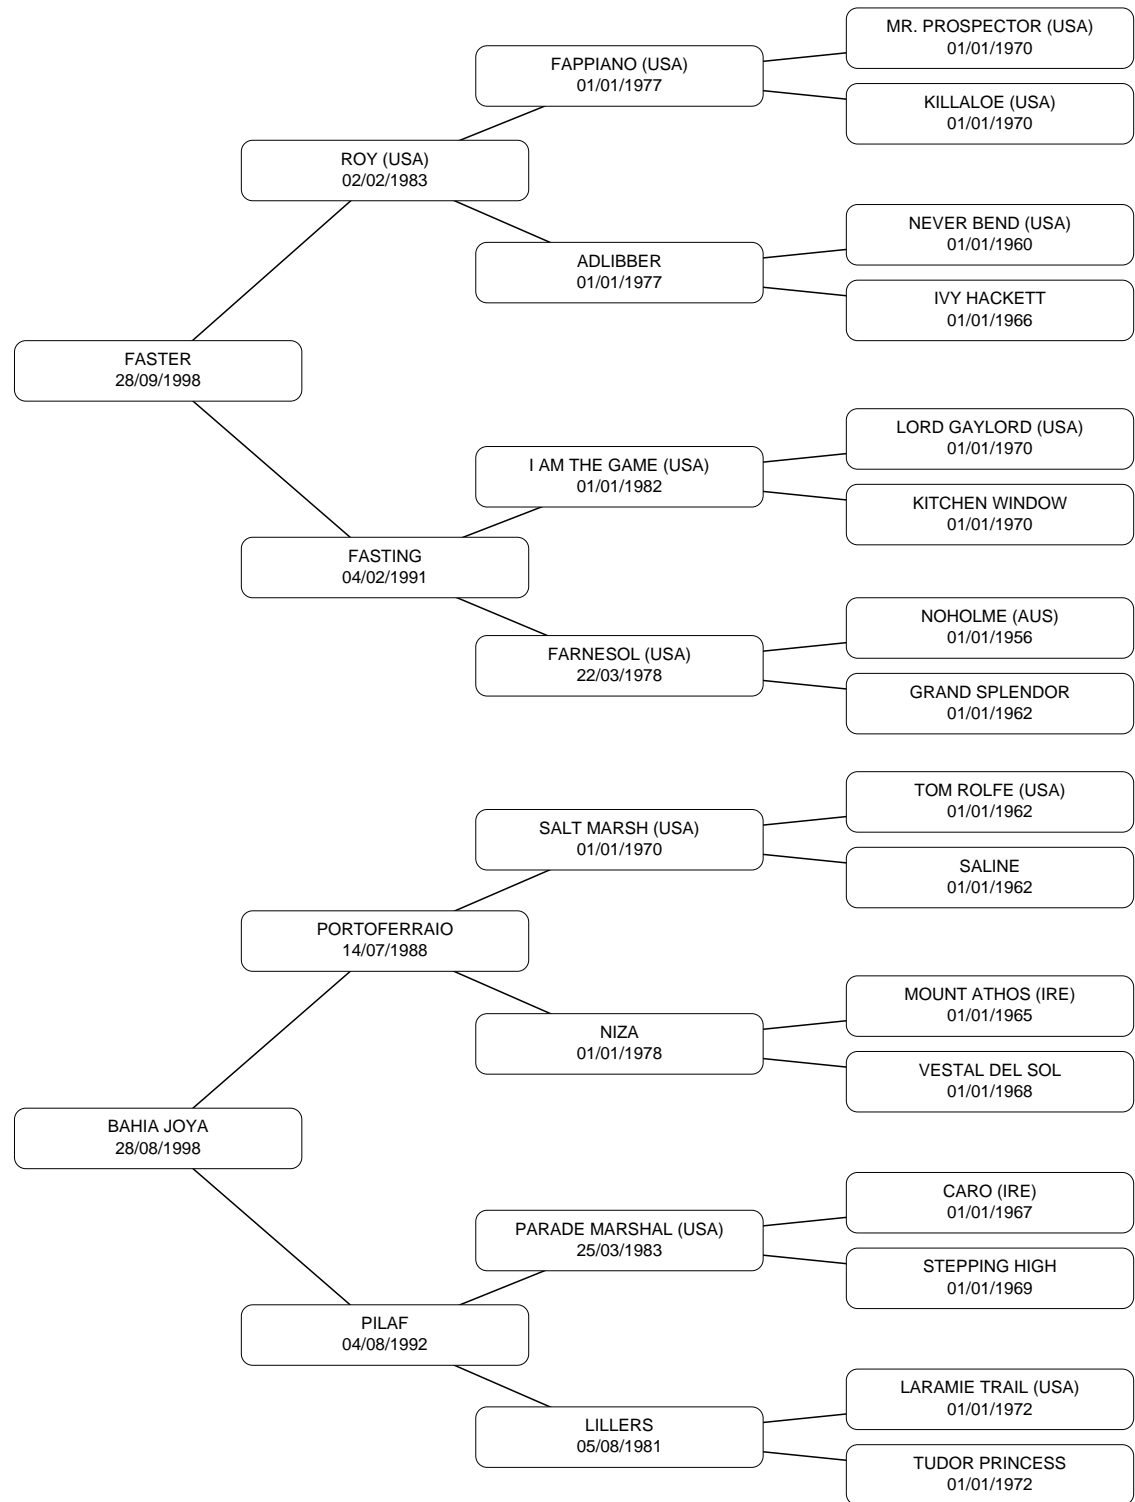 MR. PROSPECTOR (USA)
01/01/1970
FAPPIANO (USA)
01/01/1977
KILLALOE (USA)
01/01/1970
ROY (USA)
02/02/1983
NEVER BEND (USA)
01/01/1960
ADLIBBER
01/01/1977
IVY HACKETT
01/01/1966
FASTER
28/09/1998
LORD GAYLORD (USA)
01/01/1970
I AM THE GAME (USA)
01/01/1982
KITCHEN WINDOW
01/01/1970
FASTING
04/02/1991
NOHOLME (AUS)
01/01/1956
FARNESOL (USA)
22/03/1978
GRAND SPLENDOR
01/01/1962
TOM ROLFE (USA)
01/01/1962
SALT MARSH (USA)
01/01/1970
SALINE
01/01/1962
PORTOFERRAIO
14/07/1988
MOUNT ATHOS (IRE)
01/01/1965
NIZA
01/01/1978
VESTAL DEL SOL
01/01/1968
BAHIA JOYA
28/08/1998
CARO (IRE)
01/01/1967
PARADE MARSHAL (USA)
25/03/1983
STEPPING HIGH
01/01/1969
PILAF
04/08/1992
LARAMIE TRAIL (USA)
01/01/1972
LILLERS
05/08/1981
TUDOR PRINCESS
01/01/1972